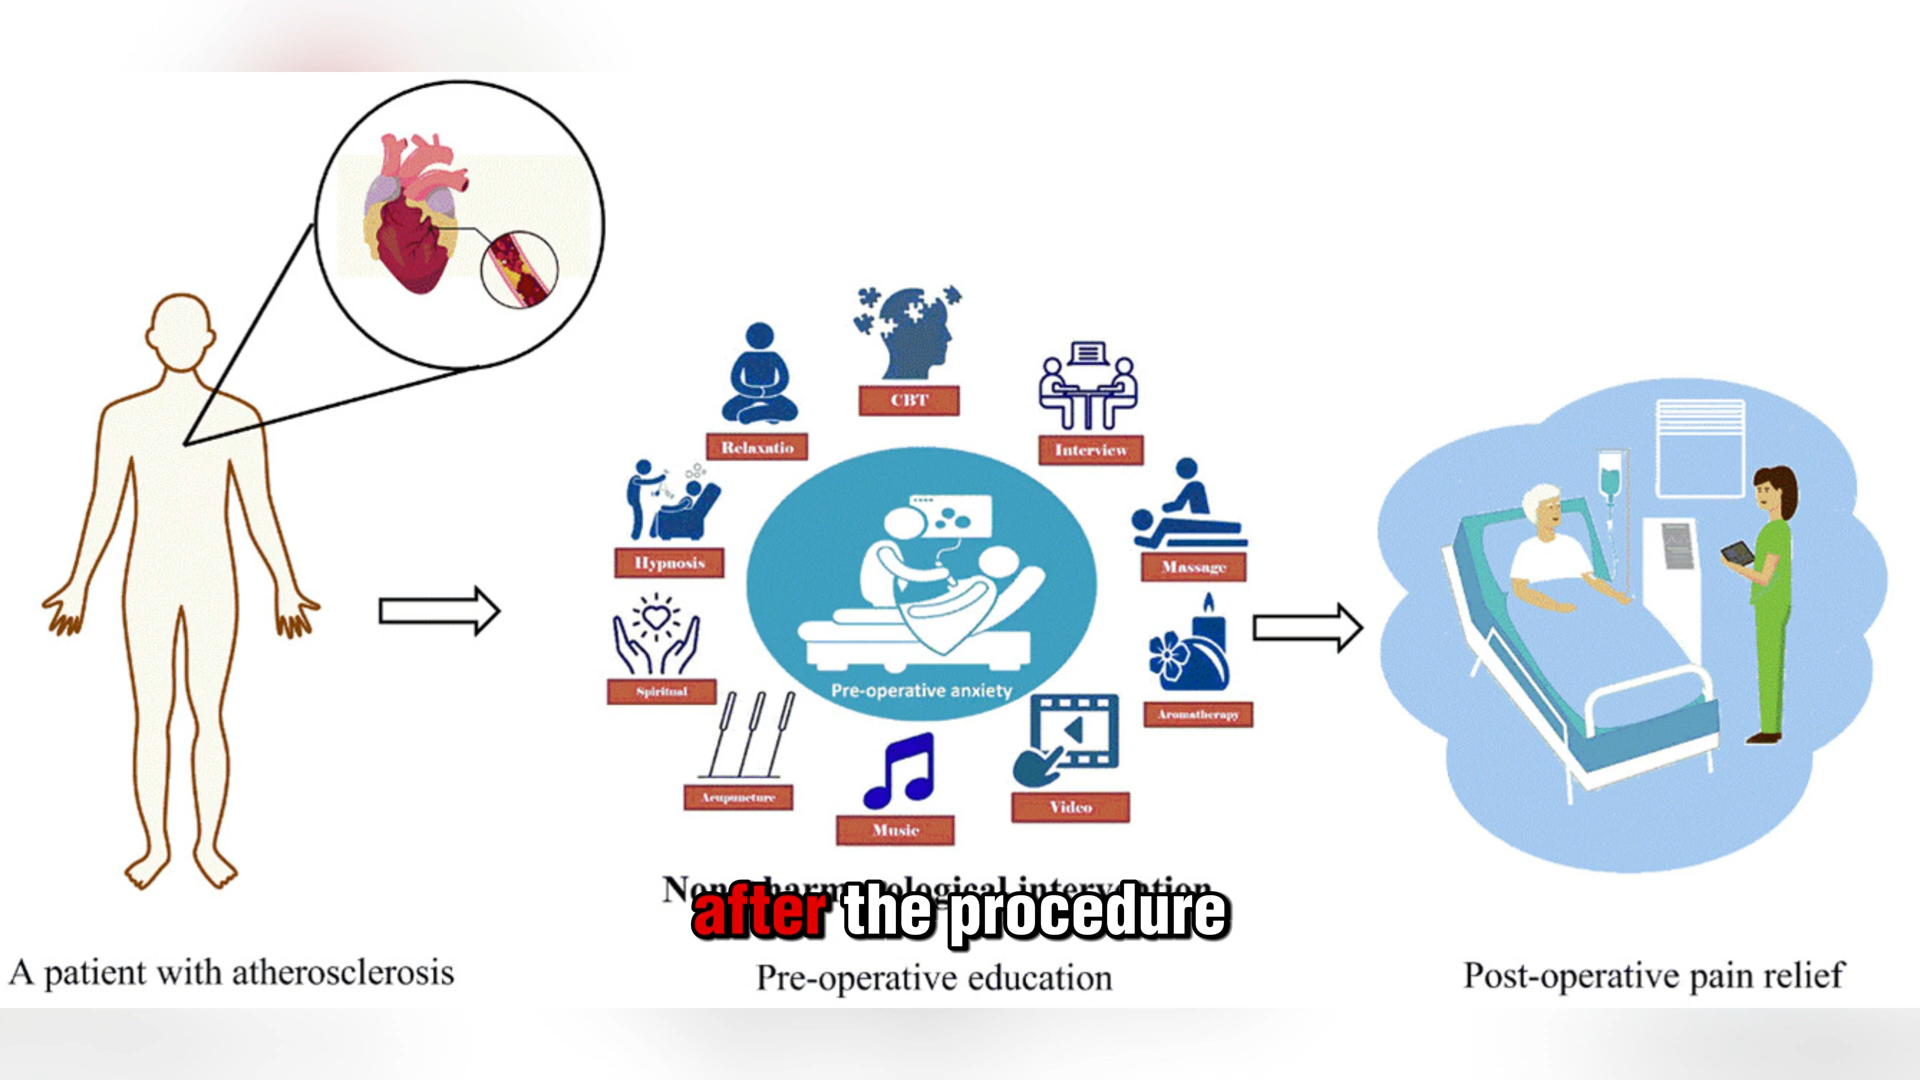 CBT
Relaxatio
Interview
Hypnosis
Massage
Spiritual
Pre-operative anxiety
Aromatherapy
Acupuncture
Video
Music
intervention
after the procedure
A patient with atherosclerosis
Pre-operative education
Post-operative pain relief